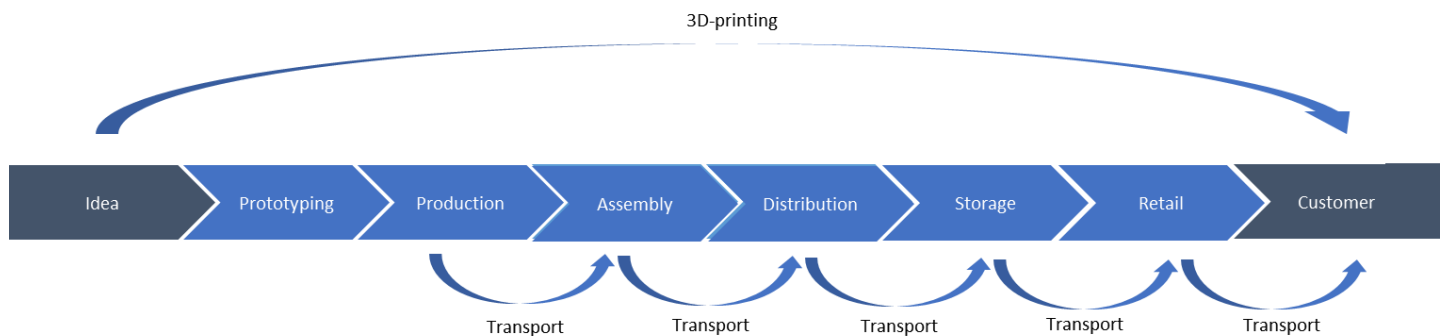 3D-printing
Idea
Prototyping
Production
Assembly
Distribution
Storage
Retail
Customer
Transport
Transport
Transport
Transport
Transport